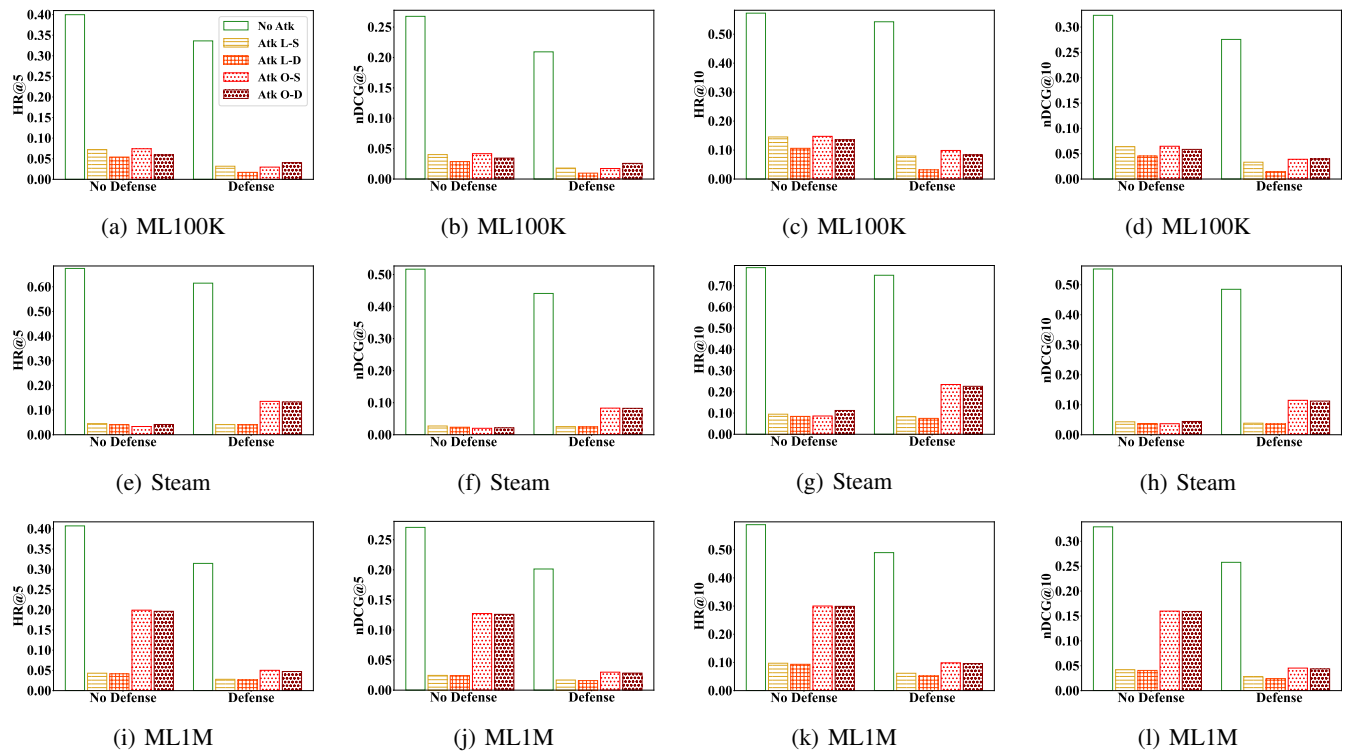 HR@5
0.40
0.35
0.30
0.25
0.20
0.15
0.10
0.05
0.00
No Defense
Defense
No Atk
Atk L-S
Atk L-D
Atk O-S
Atk O-D
(a) ML100K
nDCG@5
0.25
0.20
0.15
0.10
0.05
0.00
No Defense
Defense
(b) ML100K
HR@10
0.50
0.40
0.30
0.20
0.10
0.00
No Defense
Defense
(c) ML100K
nDCG@10
0.30
0.25
0.20
0.15
0.10
0.05
0.00
No Defense
Defense
(d) ML100K
HR@5
0.60
0.50
0.40
0.30
0.20
0.10
0.00
No Defense
Defense
(e) Steam
nDCG@5
0.50
0.40
0.30
0.20
0.10
0.00
No Defense
Defense
(f) Steam
HR@10
0.70
0.60
0.50
0.40
0.30
0.20
0.10
0.00
No Defense
Defense
(g) Steam
nDCG@10
0.50
0.40
0.30
0.20
0.10
0.00
No Defense
Defense
(h) Steam
HR@5
0.40
0.35
0.30
0.25
0.20
0.15
0.10
0.05
0.00
No Defense
Defense
(i) ML1M
nDCG@5
0.25
0.20
0.15
0.10
0.05
0.00
No Defense
Defense
(j) ML1M
HR@10
0.50
0.40
0.30
0.20
0.10
0.00
No Defense
Defense
(k) ML1M
nDCG@10
0.30
0.25
0.20
0.15
0.10
0.05
0.00
No Defense
Defense
(l) ML1M